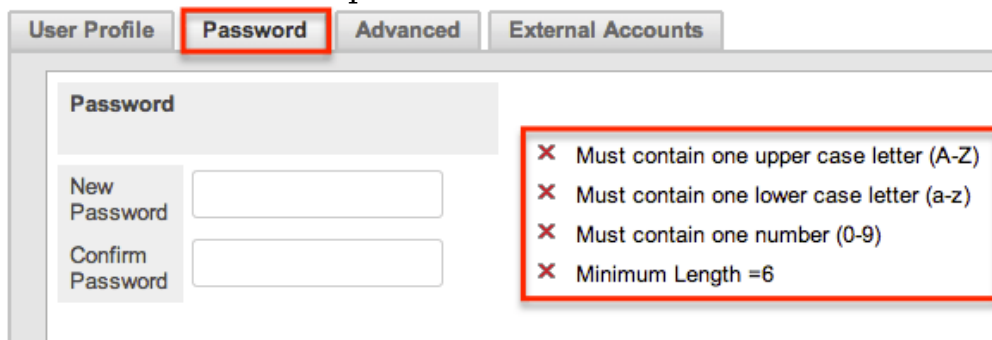 User Profile Password Advanced External Accounts
Password
Must contain one upper case letter (A-Z)
Must contain one lower case letter (a-z)
Must contain one number (0-9)
Minimum Length =6
New
Password
Confirm
Password